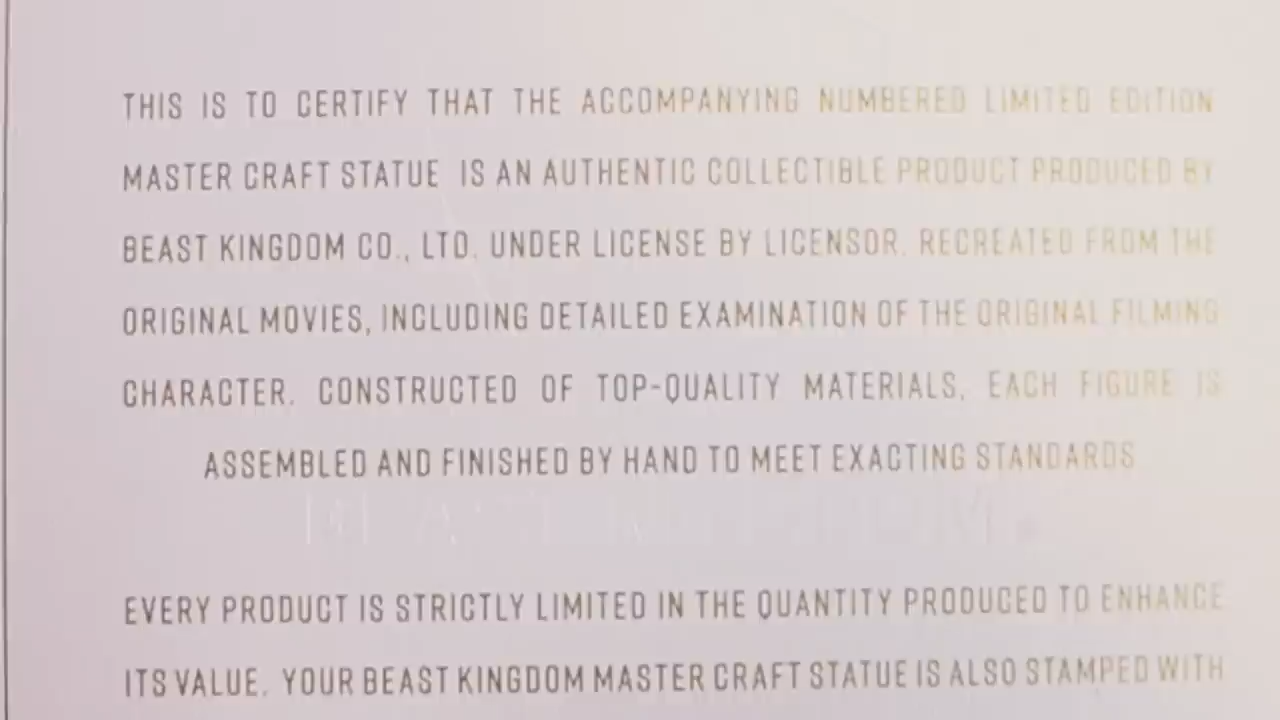 THIS IS TO CERTIFY THAT THE ACCOMPANYING NUMBERED LIMITED EDITION
MASTER CRAFT STATUE IS AN AUTHENTIC COLLECTIBLE PRODUCT PRODUCED BY
BEAST KINGDOM CO., LTD. UNDER LICENSE BY LICENSOR. RECREATED FROM THE
ORIGINAL MOVIES, INCLUDING DETAILED EXAMINATION OF THE ORIGINAL FILMING
CHARACTER. CONSTRUCTED OF TOP-QUALITY MATERIALS, EACH FIGURE IS
ASSEMBLED AND FINISHED BY HAND TO MEET EXACTING STANDARDS
EVERY PRODUCT IS STRICTLY LIMITED IN THE QUANTITY PRODUCED TO ENHANCE
ITS VALUE. YOUR BEAST KINGDOM MASTER CRAFT STATUE IS ALSO STAMPED WITH